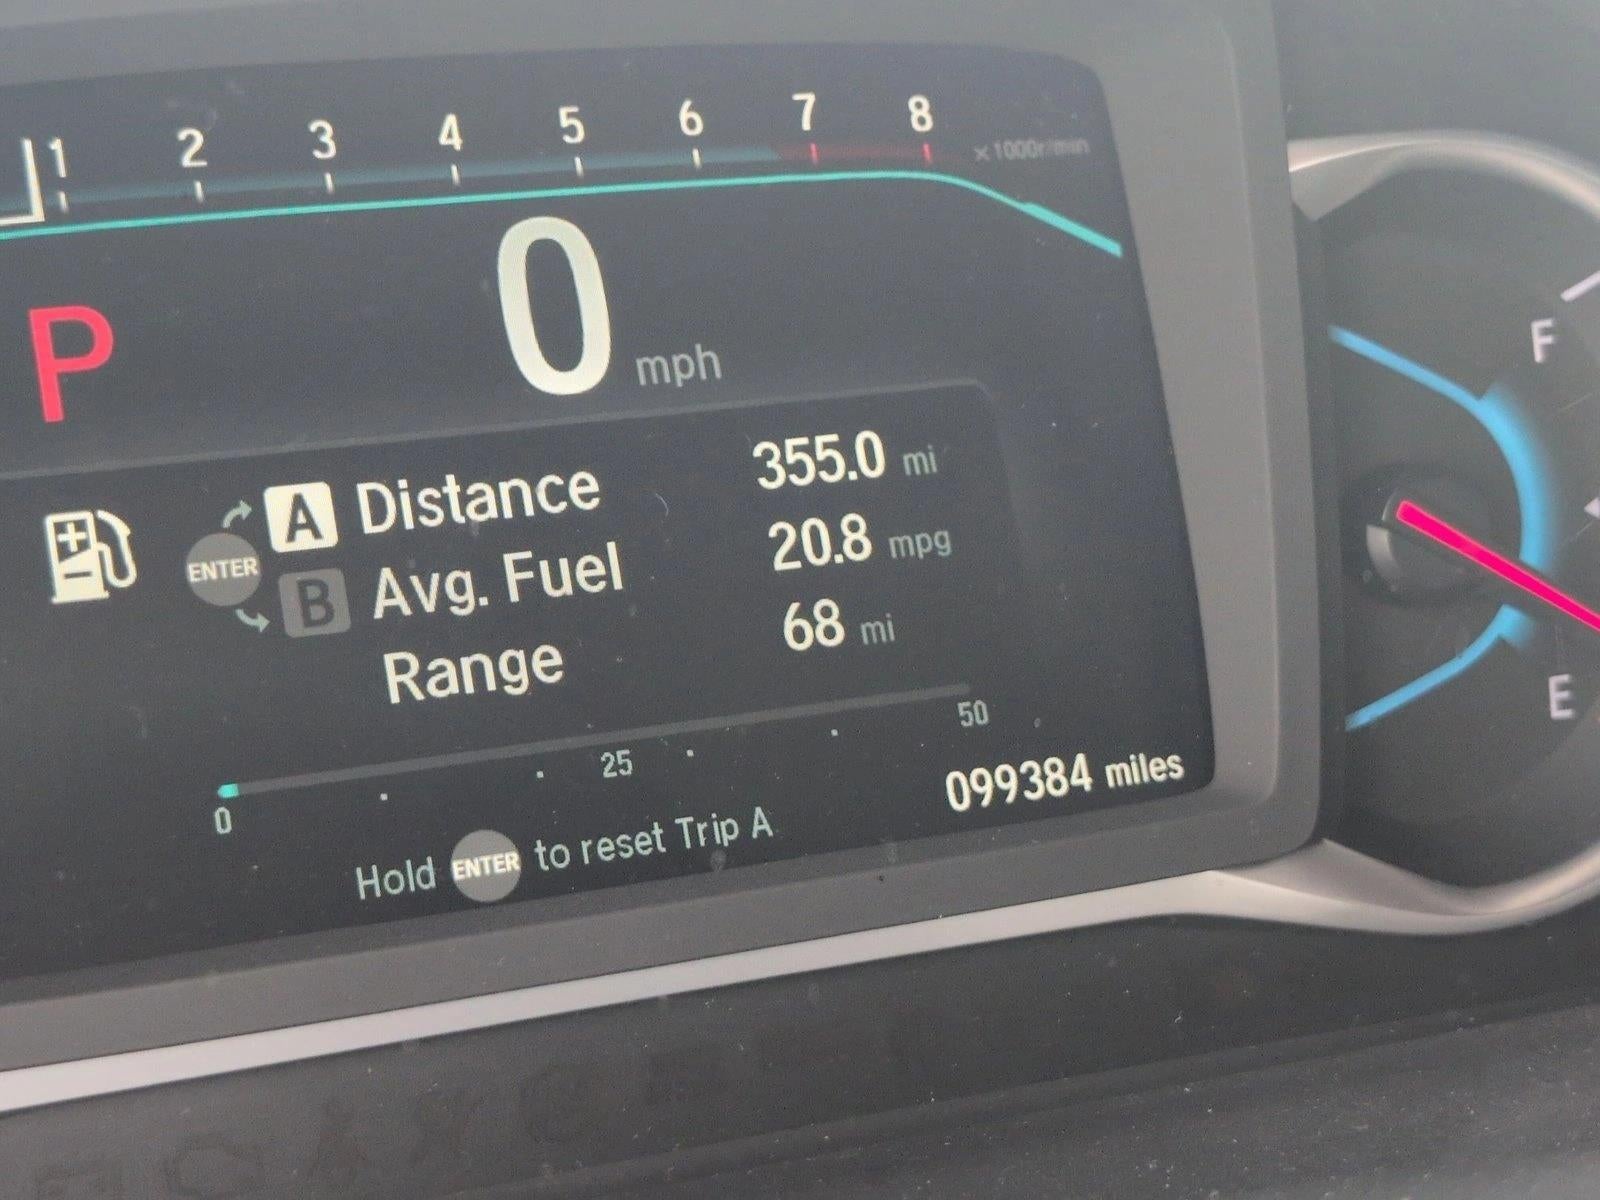 1 2 3 4 5 6 7 8 x1000r/min
P 0 mph
F
A Distance 355.0 mi
ENTER
B Avg. Fuel 20.8 mpg
Range 68 mi
E
0 25 50
099384 miles
Hold ENTER to reset Trip A